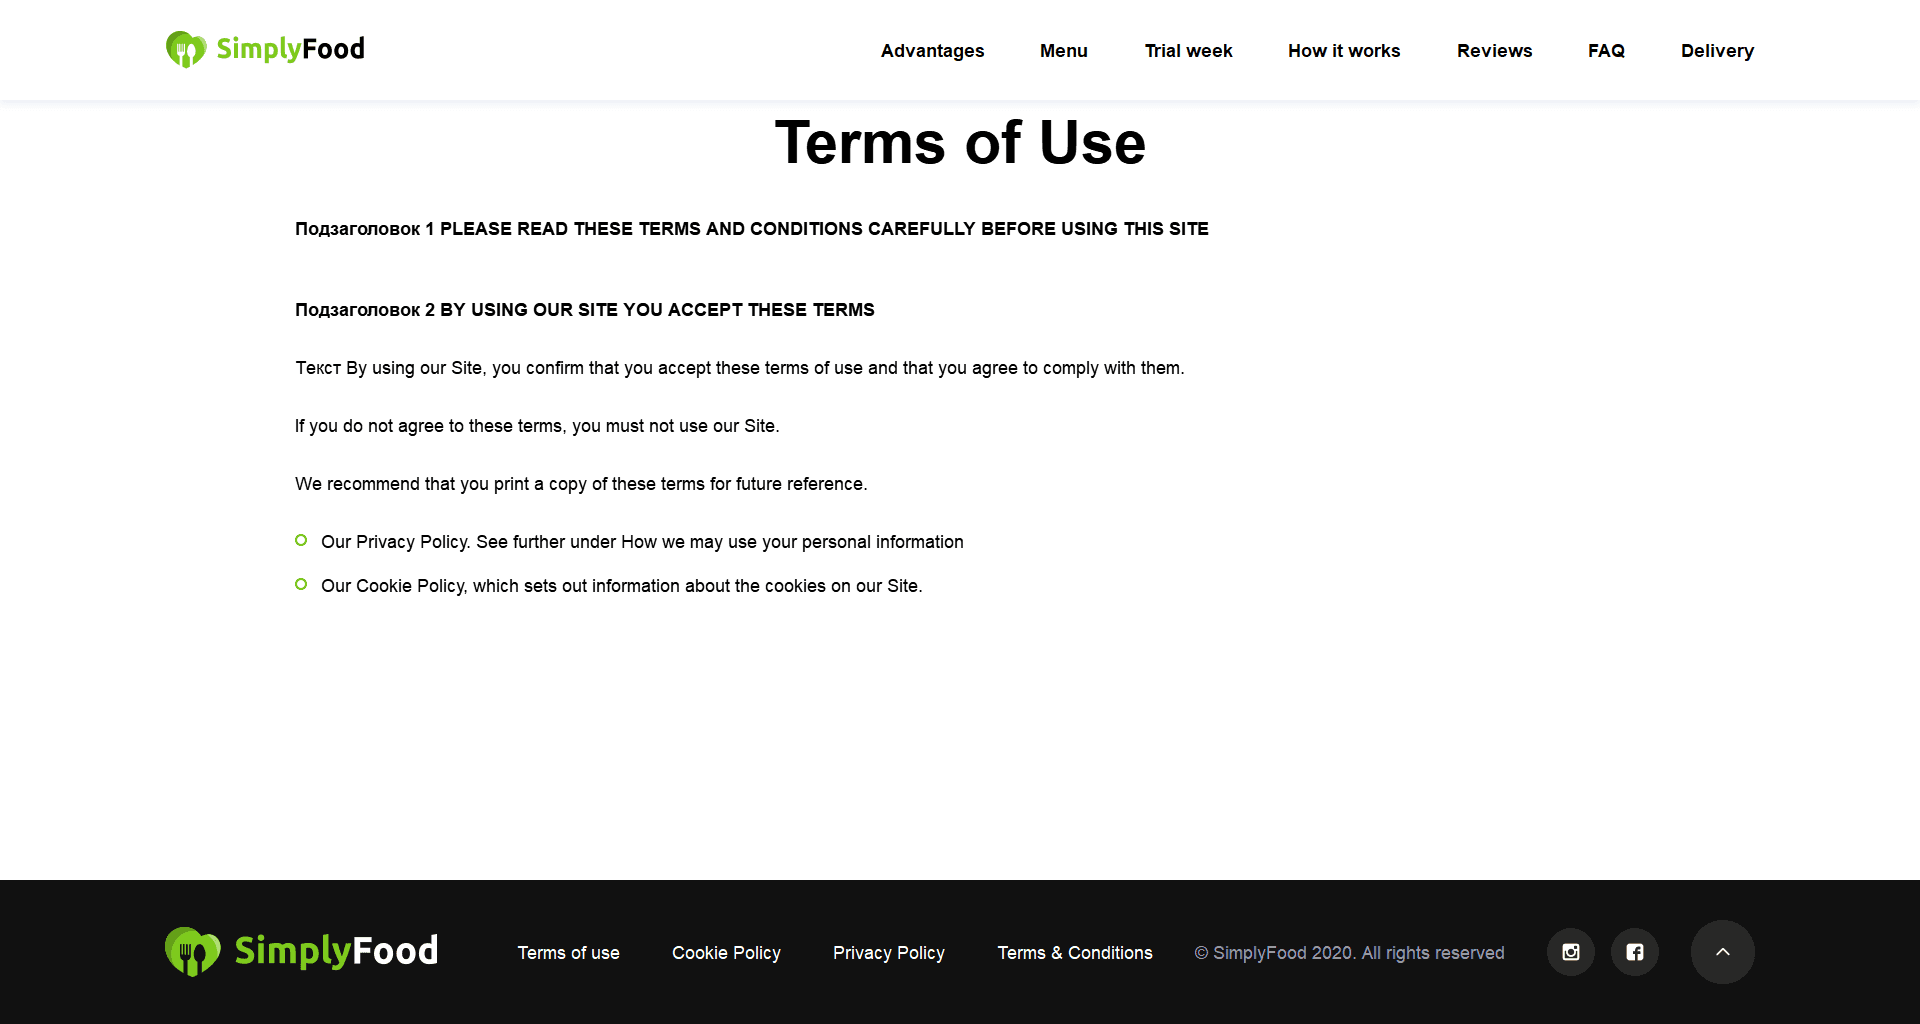 SimplyFood
Advantages Menu Trial week How it works Reviews FAQ Delivery
Terms of Use
Подзаголовок 1 PLEASE READ THESE TERMS AND CONDITIONS CAREFULLY BEFORE USING THIS SITE
Подзаголовок 2 BY USING OUR SITE YOU ACCEPT THESE TERMS
Текст By using our Site, you confirm that you accept these terms of use and that you agree to comply with them.
If you do not agree to these terms, you must not use our Site.
We recommend that you print a copy of these terms for future reference.
Our Privacy Policy. See further under How we may use your personal information
Our Cookie Policy, which sets out information about the cookies on our Site.
SimplyFood Terms of use Cookie Policy Privacy Policy Terms & Conditions © SimplyFood 2020. All rights reserved